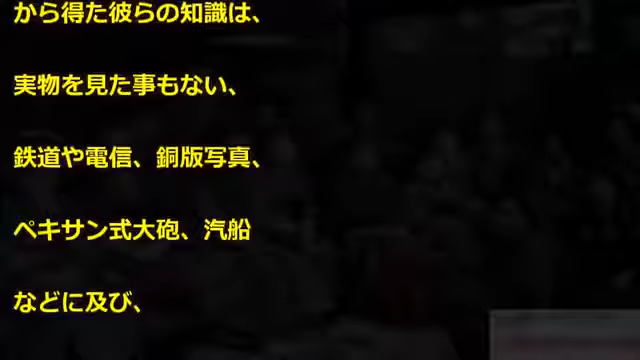 から得た彼らの知識は、
実物を見た事もない、
鉄道や電信、銅版写真、
ペキサン式大砲、汽船
などに及び、